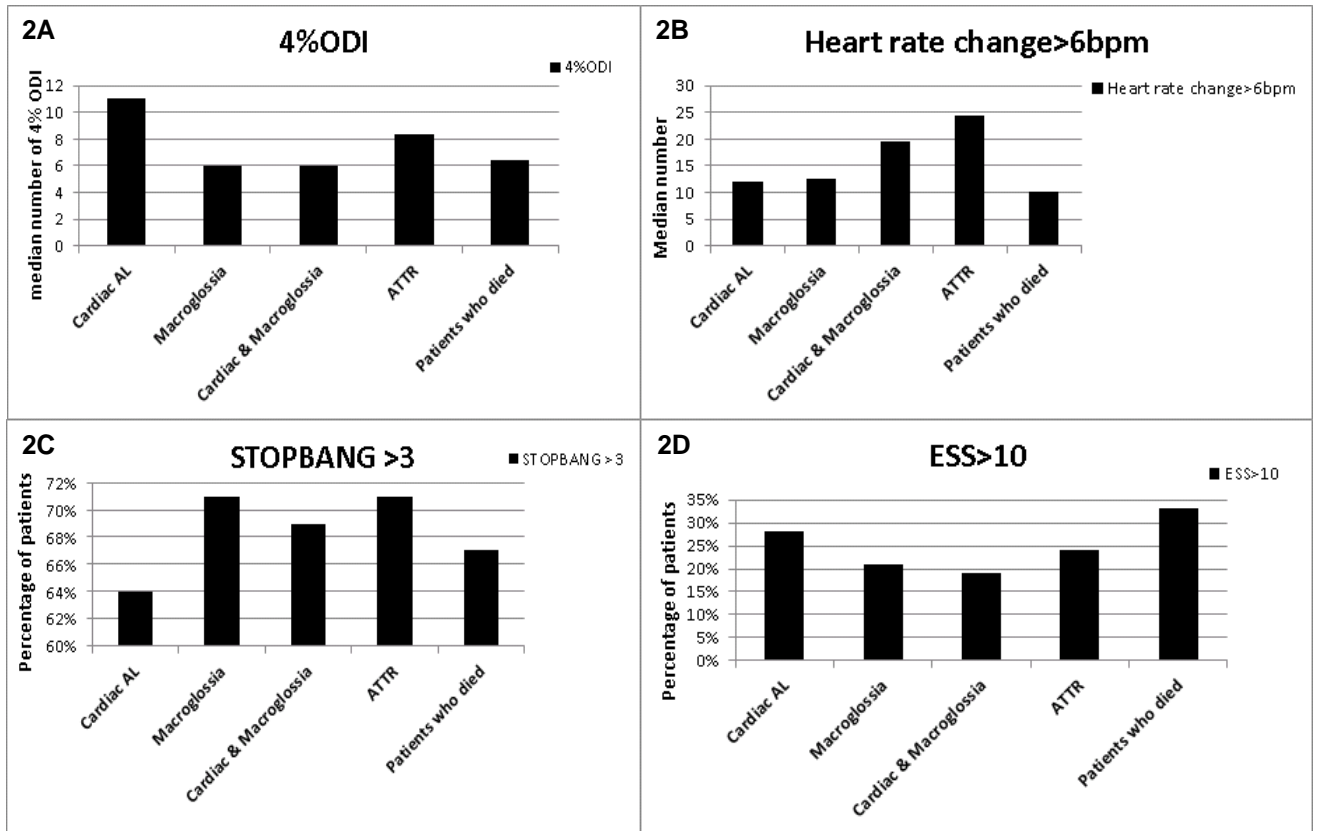 2A
4%ODI
4%ODI
median number of 4% ODI
12
10
8
6
4
2
0
Cardiac AL
Macroglossia
Cardiac & Macroglossia
ATTR
Patients who died
2B
Heart rate change>6bpm
Heart rate change>6bpm
Median number
30
25
20
15
10
5
0
Cardiac AL
Macroglossia
Cardiac & Macroglossia
ATTR
Patients who died
2C
STOPBANG >3
STOPBANG >3
Percentage of patients
72%
70%
68%
66%
64%
62%
60%
Cardiac AL
Macroglossia
Cardiac & Macroglossia
ATTR
Patients who died
2D
ESS>10
ESS>10
Percentage of patients
35%
30%
25%
20%
15%
10%
5%
0%
Cardiac AL
Macroglossia
Cardiac & Macroglossia
ATTR
Patients who died